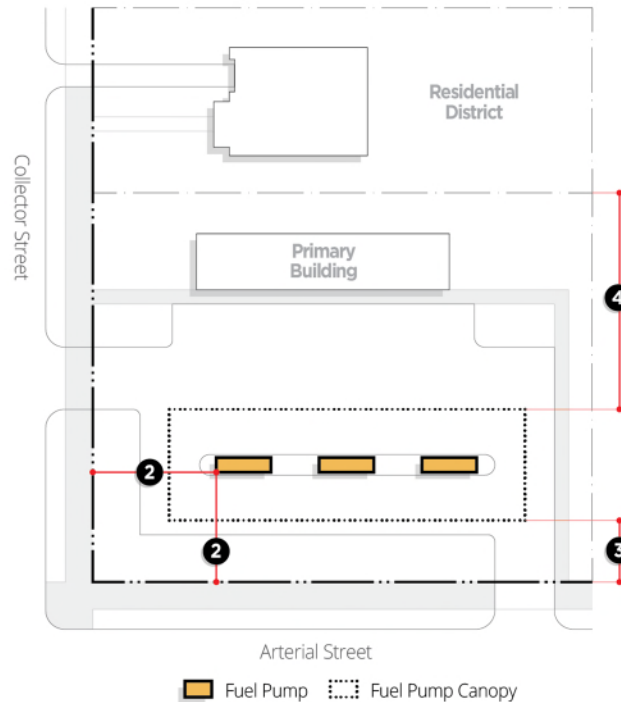 Residential
District
Collector Street
Primary
Building
4
2
2
3
Arterial Street
Fuel Pump
Fuel Pump Canopy